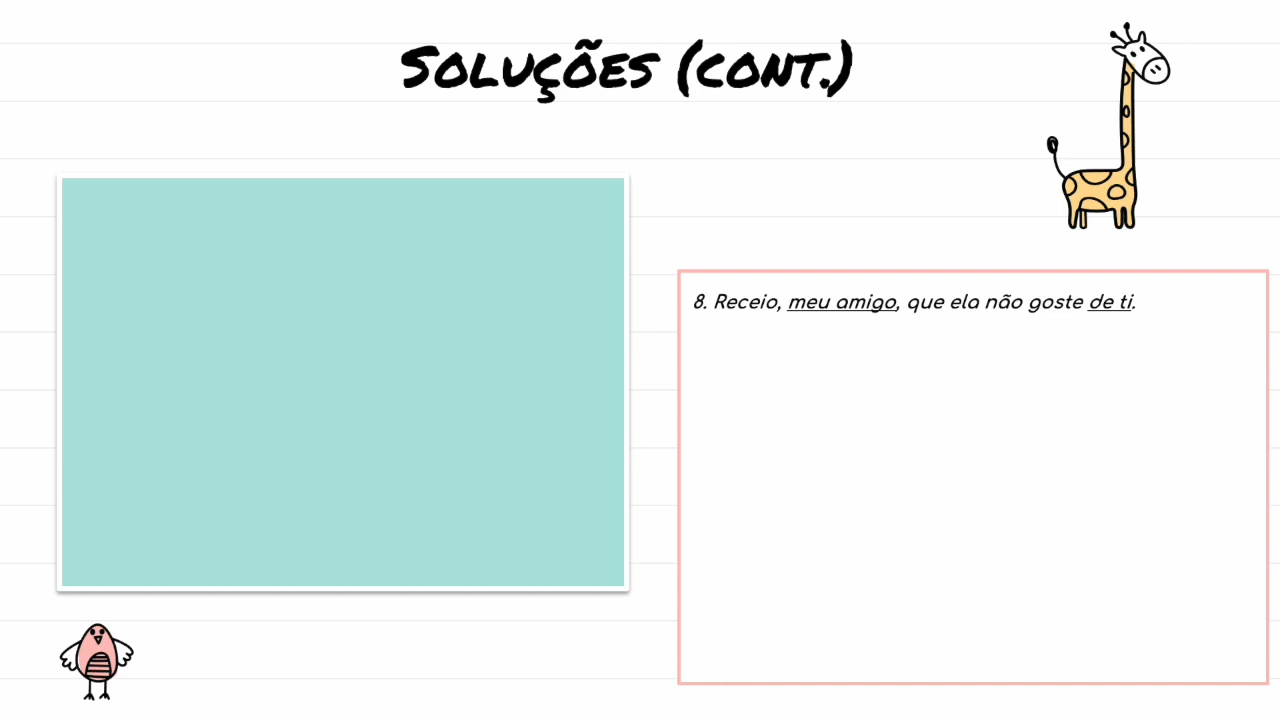 Soluções (cont.)
8. Receio, meu amigo, que ela não goste de ti.